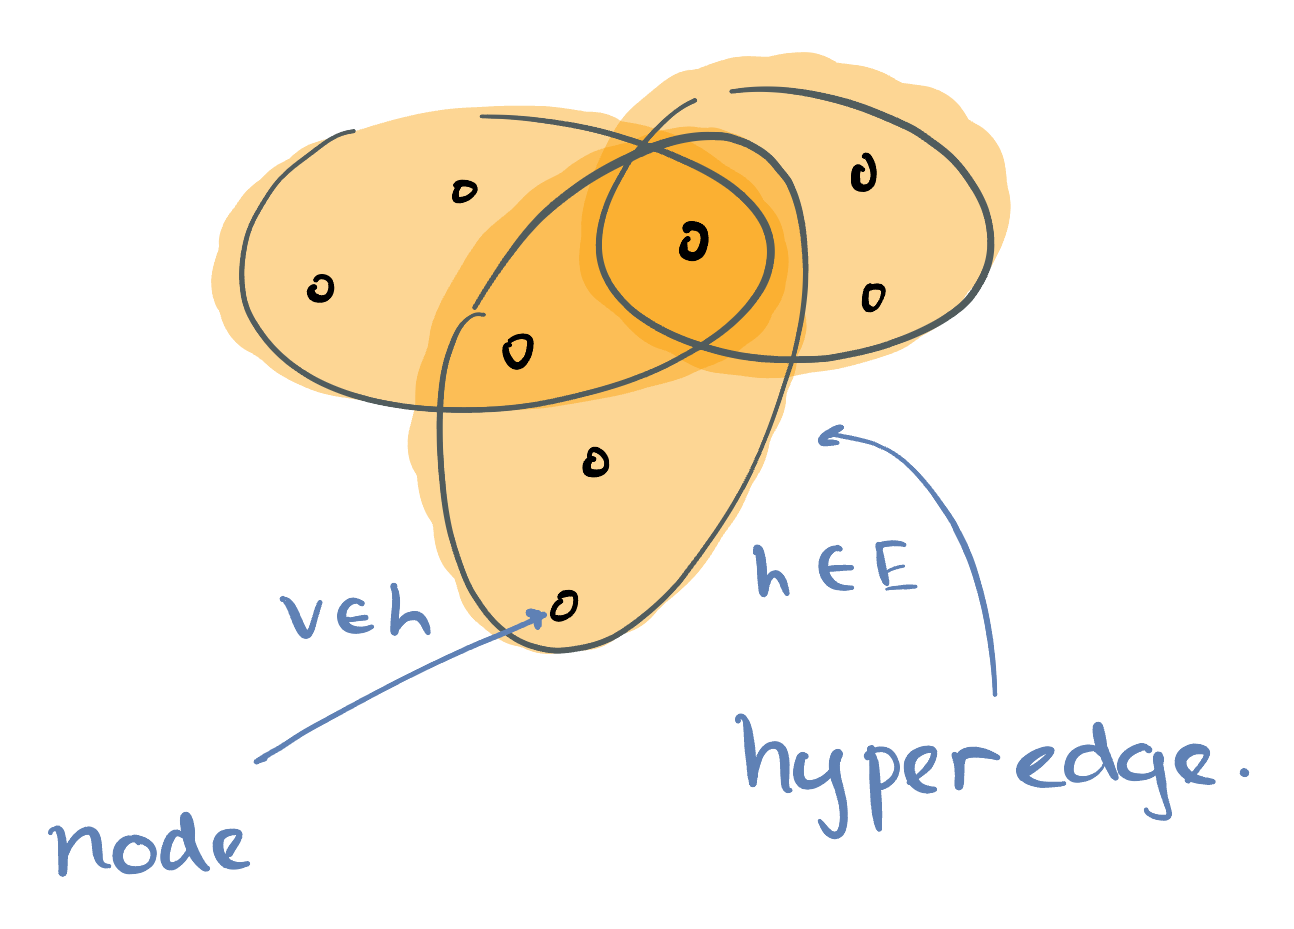 h ∈ E
v ∈ h
hyperedge.
node